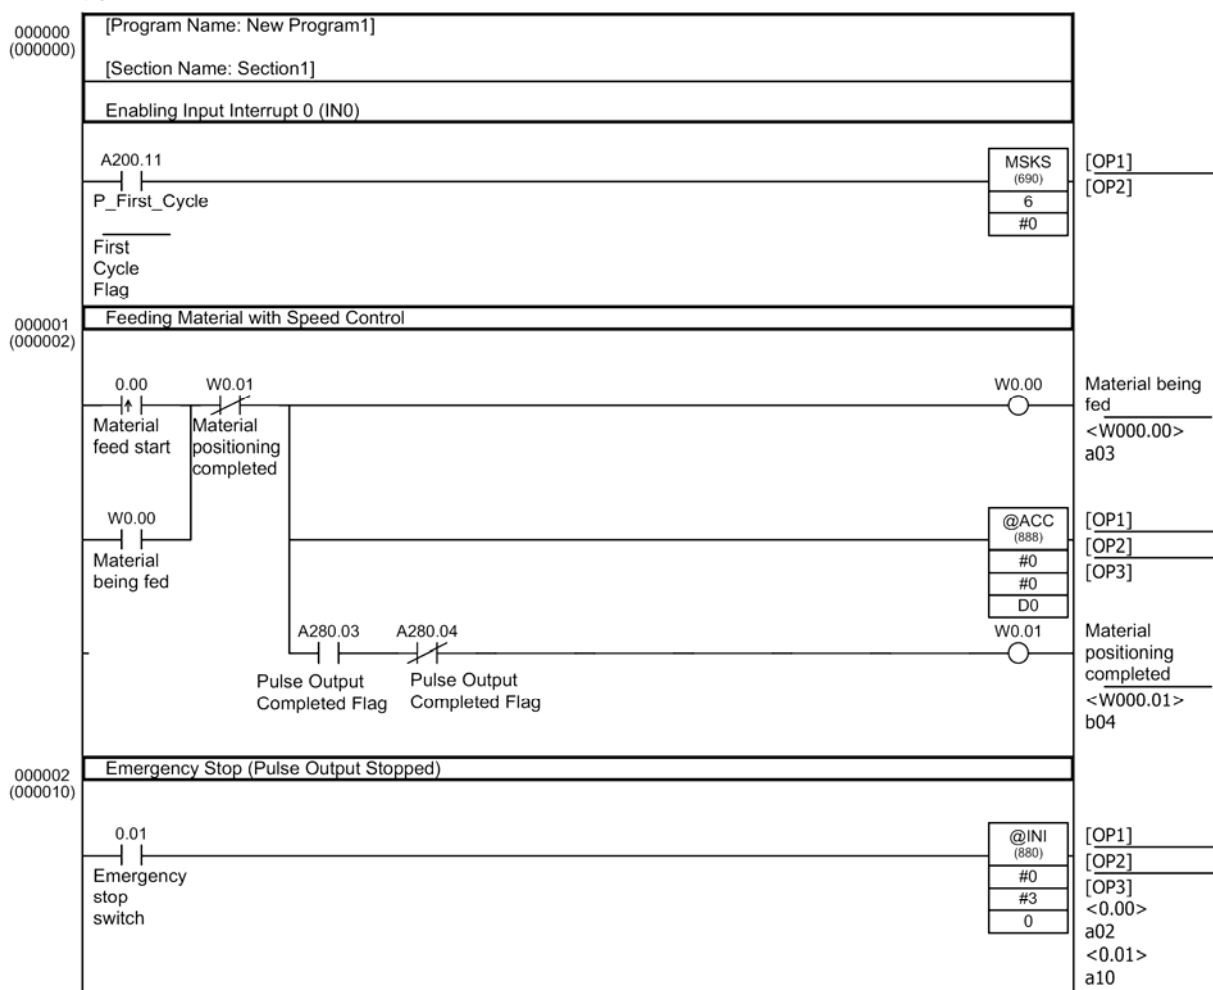 000000
(000000)
[Program Name: New Program1]
[Section Name: Section1]
Enabling Input Interrupt 0 (IN0)
A200.11
P_First_Cycle
First
Cycle
Flag
MSKS
(690)
6
#0
[OP1]
[OP2]
000001
(000002)
Feeding Material with Speed Control
0.00
Material
feed start
W0.01
Material
positioning
completed
W0.00
Material being
fed
<W000.00>
a03
W0.00
Material
being fed
@ACC
(888)
#0
#0
D0
[OP1]
[OP2]
[OP3]
A280.03
Pulse Output
Completed Flag
A280.04
Pulse Output
Completed Flag
W0.01
Material
positioning
completed
<W000.01>
b04
000002
(000010)
Emergency Stop (Pulse Output Stopped)
0.01
Emergency
stop
switch
@INI
(880)
#0
#3
0
[OP1]
[OP2]
[OP3]
<0.00>
a02
<0.01>
a10